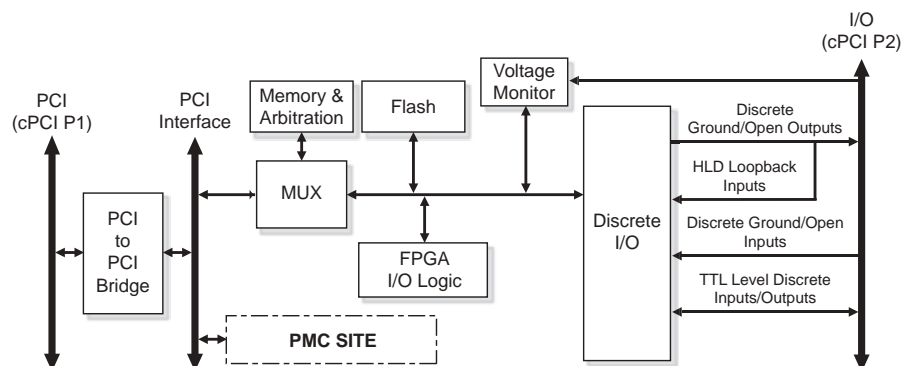 I/O
(cPCI P2)
PCI
(cPCI P1)
PCI
Interface
Memory &
Arbitration
Flash
Voltage
Monitor
Discrete
Ground/Open Outputs
HLD Loopback
Inputs
MUX
PCI
to
PCI
Bridge
Discrete
I/O
Discrete Ground/Open
Inputs
FPGA
I/O Logic
TTL Level Discrete
Inputs/Outputs
PMC SITE